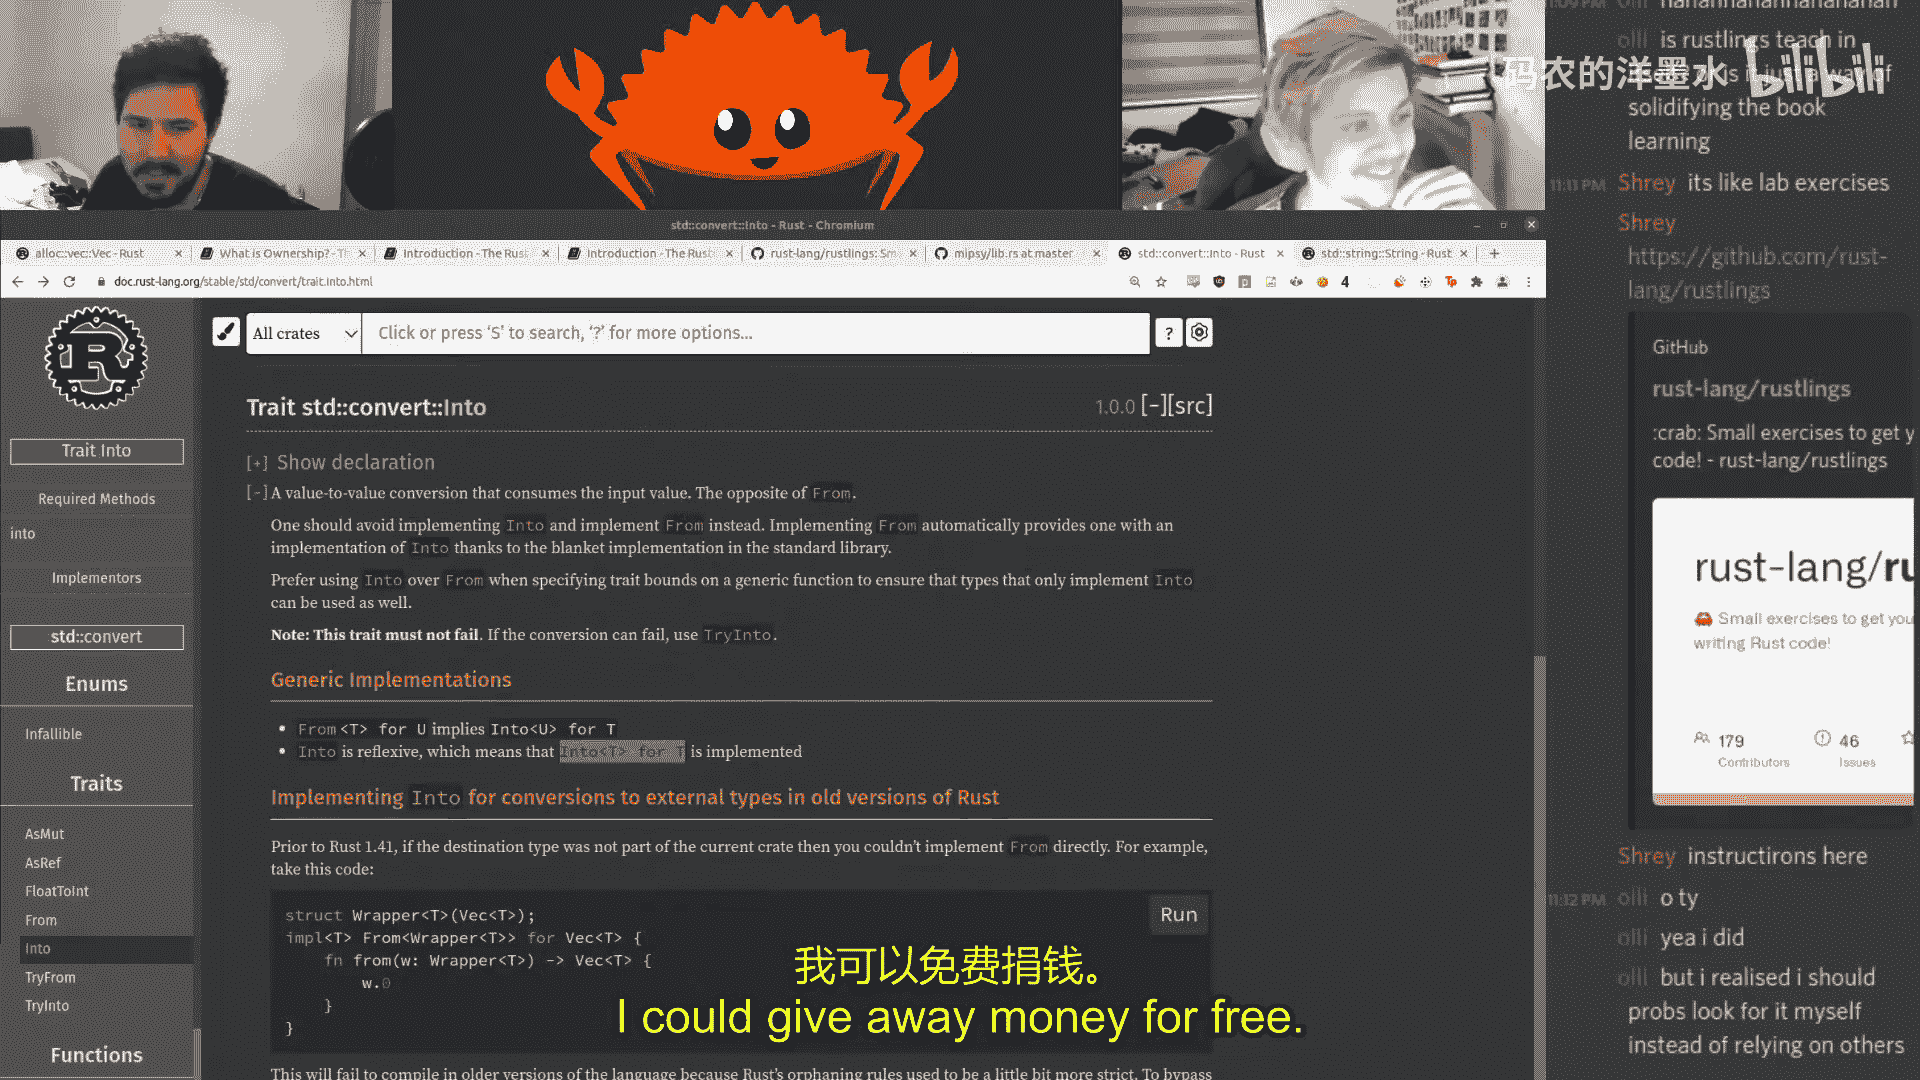 olli is rustlings teach in
码农的洋墨水 bilibili
solidifying the book
learning
11:11 PM Shrey its like lab exercises
Shrey
https://github.com/rust-
lang/rustlings
GitHub
rust-lang/rustlings
:crab: Small exercises to get y
code! - rust-lang/rustlings
rust-lang/ru
Small exercises to get you
writing Rust code!
179 46
Contributors Issues
Shrey instructirons here
11:12 PM olli o ty
olli yea i did
olli but i realised i should
probs look for it myself
instead of relying on others
std::convert::Into - Rust - Chromium
alloc::vec::Vec - Rust
What is Ownership? - Th
Introduction - The Rust
Introduction - The Rust
rust-lang/rustlings: Sm
mipsy/lib.rs at master
std::convert::Into - Rust
std::string::String - Rust
doc.rust-lang.org/stable/std/convert/trait.Into.html
All crates
Click or press ‘S’ to search, ‘?’ for more options...
?
Trait Into
Required Methods
into
Implementors
std::convert
Enums
Infallible
Traits
AsMut
AsRef
FloatToInt
From
Into
TryFrom
TryInto
Functions
Trait std::convert::Into
1.0.0 [-][src]
[+] Show declaration
[-] A value-to-value conversion that consumes the input value. The opposite of From.
One should avoid implementing Into and implement From instead. Implementing From automatically provides one with an
implementation of Into thanks to the blanket implementation in the standard library.
Prefer using Into over From when specifying trait bounds on a generic function to ensure that types that only implement Into
can be used as well.
Note: This trait must not fail. If the conversion can fail, use TryInto.
Generic Implementations
• From<T> for U implies Into<U> for T
• Into is reflexive, which means that Into<T> for T is implemented
Implementing Into for conversions to external types in old versions of Rust
Prior to Rust 1.41, if the destination type was not part of the current crate then you couldn’t implement From directly. For example,
take this code:
Run
struct Wrapper<T>(Vec<T>);
impl<T> From<Wrapper<T>> for Vec<T> {
fn from(w: Wrapper<T>) -> Vec<T> {
w.0
}
}
This will fail to compile in older versions of the language because Rust’s orphaning rules used to be a little bit more strict. To bypass
我可以免费捐钱。
I could give away money for free.